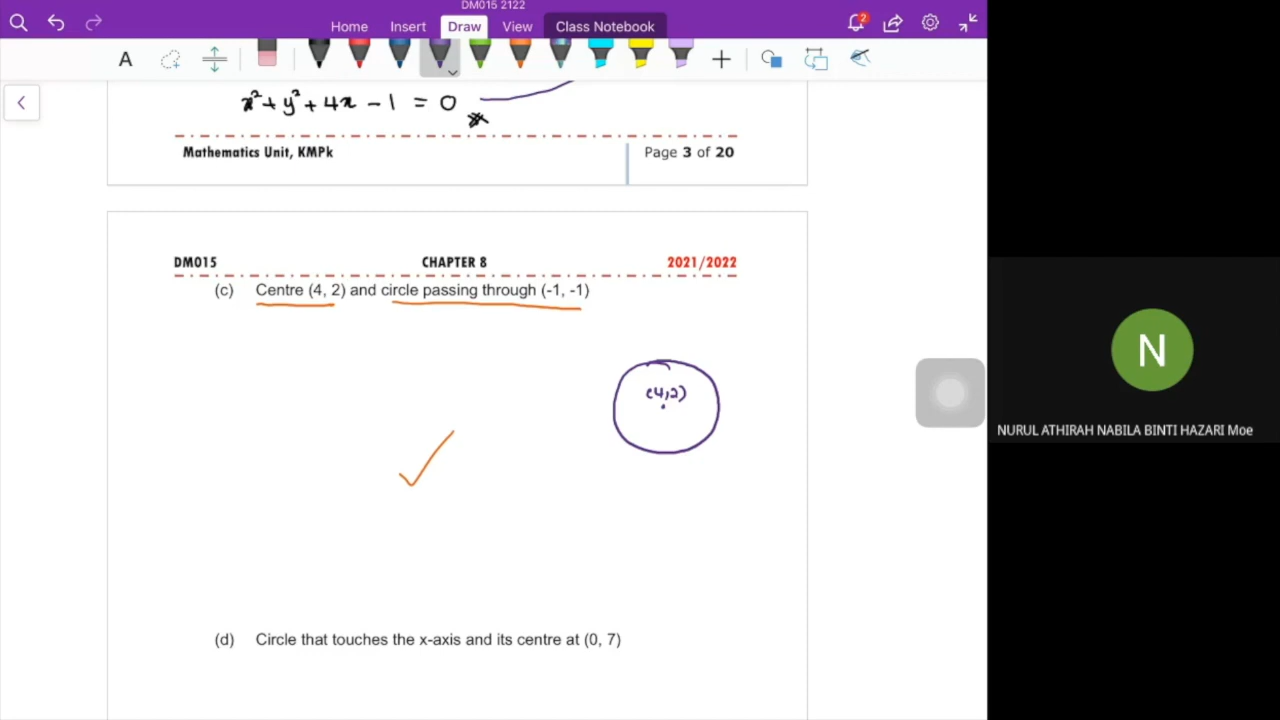 DM015 2122
Home Insert Draw View Class Notebook
2
A
x² + y² + 4x - 1 = 0
Mathematics Unit, KMPk Page 3 of 20
DM015 CHAPTER 8 2021/2022
(c) Centre (4, 2) and circle passing through (-1, -1)
(4,2)
N
NURUL ATHIRAH NABILA BINTI HAZARI Moe
(d) Circle that touches the x-axis and its centre at (0, 7)